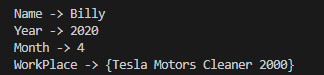 Name -> Billy
Year -> 2020
Month -> 4
WorkPlace -> {Tesla Motors Cleaner 2000}